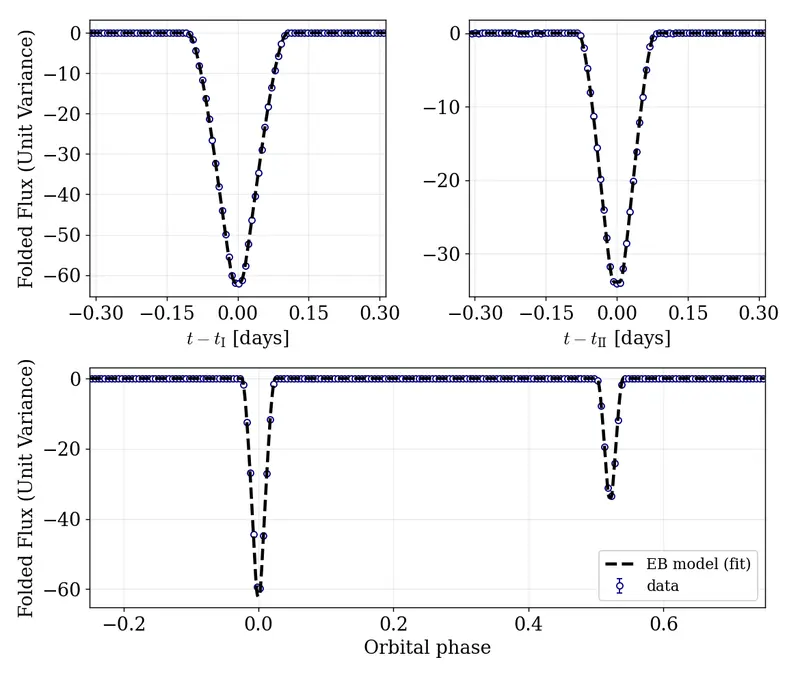 Folded Flux (Unit Variance)
0
−10
−20
−30
−40
−50
−60
−0.30 −0.15 0.00 0.15 0.30
t − tI [days]
0
−10
−20
−30
−0.30 −0.15 0.00 0.15 0.30
t − tII [days]
Folded Flux (Unit Variance)
0
−20
−40
−60
−0.2 0.0 0.2 0.4 0.6
Orbital phase
EB model (fit)
data